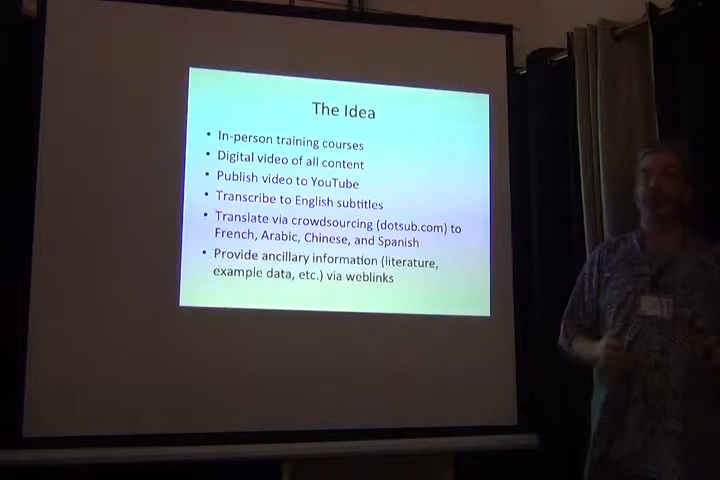 The Idea
• In-person training courses
• Digital video of all content
• Publish video to YouTube
• Transcribe to English subtitles
• Translate via crowdsourcing (dotsub.com) to
French, Arabic, Chinese, and Spanish
• Provide ancillary information (literature,
example data, etc.) via weblinks